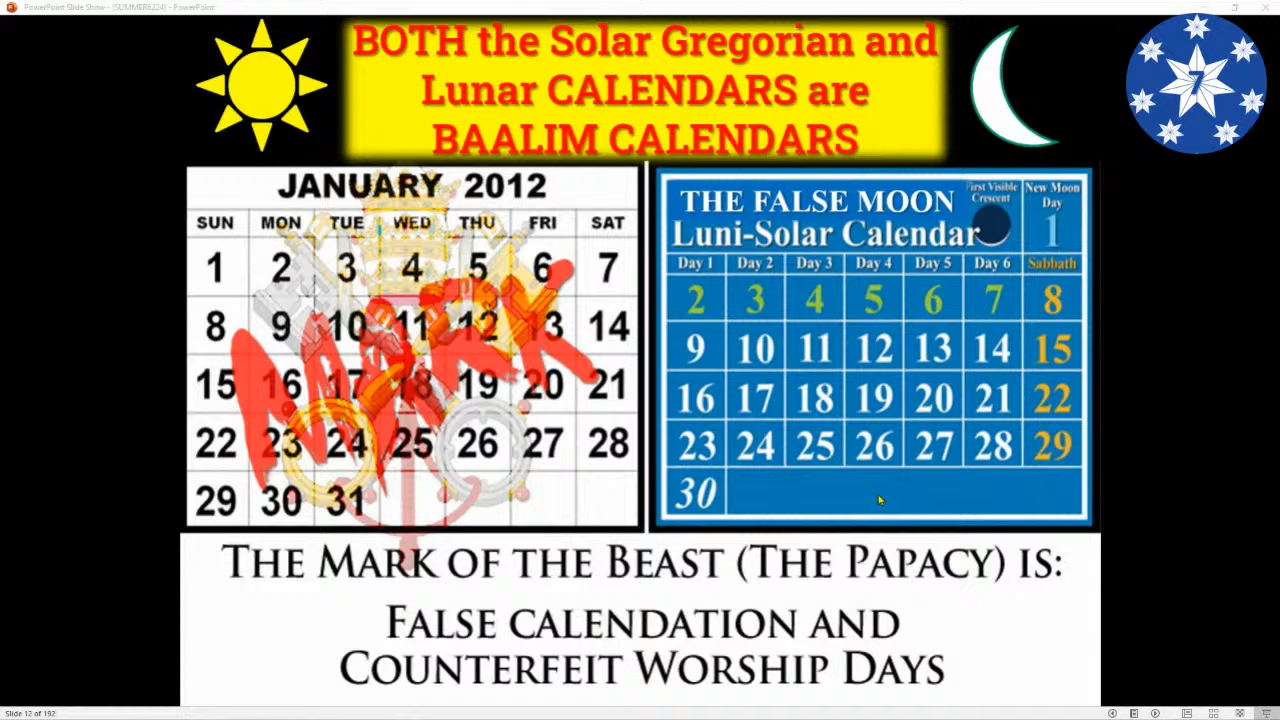 PowerPoint Slide Show - [SUMMER6224] - PowerPoint
BOTH the Solar Gregorian and
Lunar CALENDARS are
BAALIM CALENDARS
7
JANUARY 2012
SUN MON TUE WED THU FRI SAT
1 2 3 4 5 6 7
8 9 10 11 12 13 14
15 16 17 18 19 20 21
22 23 24 25 26 27 28
29 30 31
MARK
THE FALSE MOON
Luni-Solar Calendar
First Visible
Crescent
New Moon
Day
1
Day 1 Day 2 Day 3 Day 4 Day 5 Day 6 Sabbath
2 3 4 5 6 7 8
9 10 11 12 13 14 15
16 17 18 19 20 21 22
23 24 25 26 27 28 29
30
THE MARK OF THE BEAST (THE PAPACY) IS:
FALSE CALENDATION AND
COUNTERFEIT WORSHIP DAYS
Slide 12 of 192